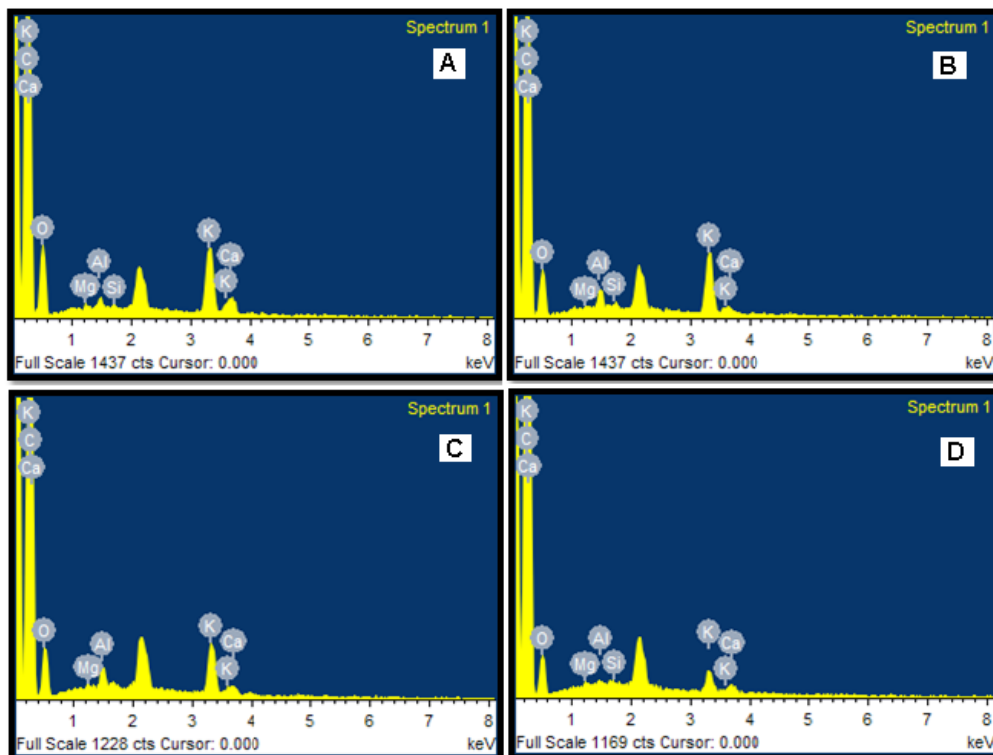 Spectrum 1
A
K
C
Ca
O
Mg
Al
Si
K
Ca
K
1 2 3 4 5 6 7 8
Full Scale 1437 cts Cursor: 0.000 keV
Spectrum 1
B
K
C
Ca
O
Mg
Al
Si
K
Ca
K
1 2 3 4 5 6 7 8
Full Scale 1437 cts Cursor: 0.000 keV
Spectrum 1
C
K
C
Ca
O
Mg
Al
K
Ca
K
1 2 3 4 5 6 7 8
Full Scale 1228 cts Cursor: 0.000 keV
Spectrum 1
D
K
C
Ca
O
Mg
Al
Si
K
Ca
K
1 2 3 4 5 6 7 8
Full Scale 1169 cts Cursor: 0.000 keV